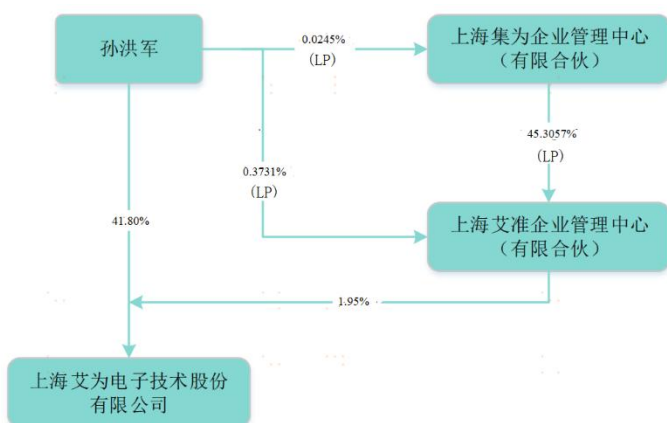 孙洪军
0.0245%
(LP)
上海集为企业管理中心
（有限合伙）
45.3057%
(LP)
0.3731%
(LP)
41.80%
上海艾准企业管理中心
（有限合伙）
1.95%
上海艾为电子技术股份
有限公司